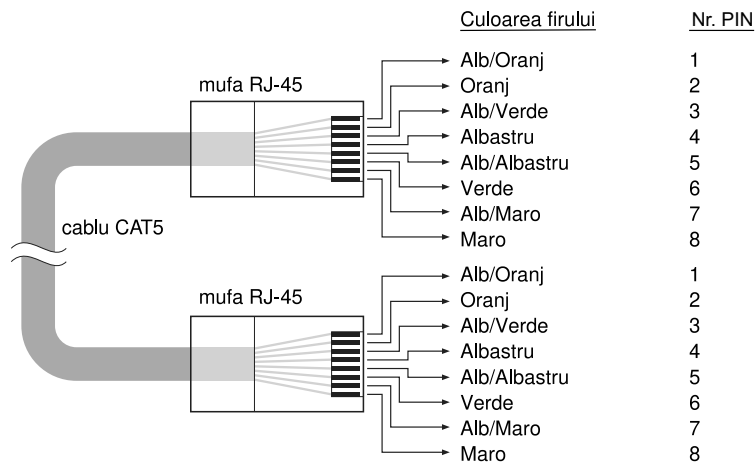 Culoarea firului Nr. PIN
mufa RJ-45
Alb/Oranj 1
Oranj 2
Alb/Verde 3
Albastru 4
Alb/Albastru 5
Verde 6
Alb/Maro 7
Maro 8
cablu CAT5
mufa RJ-45
Alb/Oranj 1
Oranj 2
Alb/Verde 3
Albastru 4
Alb/Albastru 5
Verde 6
Alb/Maro 7
Maro 8